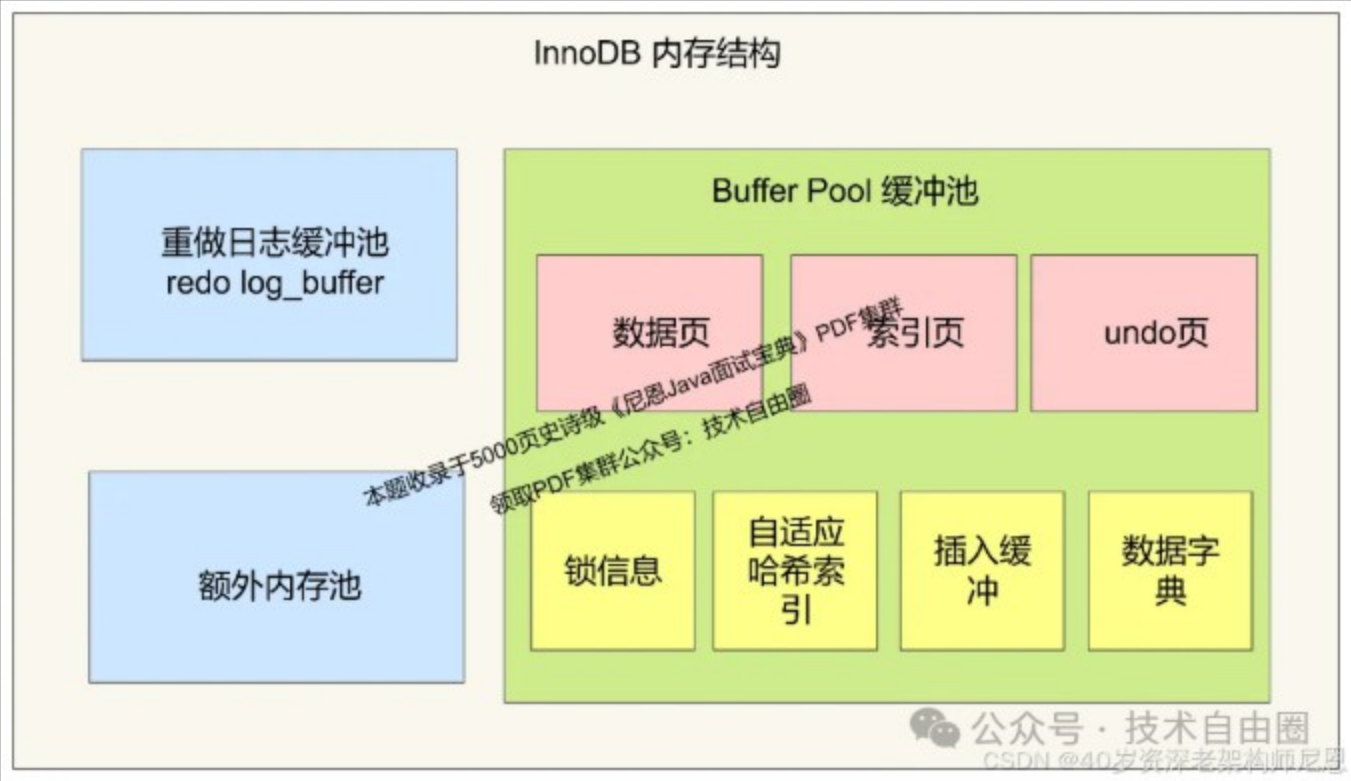 InnoDB 内存结构
重做日志缓冲池
redo log_buffer
Buffer Pool 缓冲池
数据页
索引页
undo页
本题收录于5000页史诗级《尼恩Java面试宝典》PDF集群
领取PDF集群公众号：技术自由圈
额外内存池
锁信息
自适应
哈希索
引
插入缓
冲
数据字
典
公众号 · 技术自由圈
CSDN @40岁资深老架构师尼恩